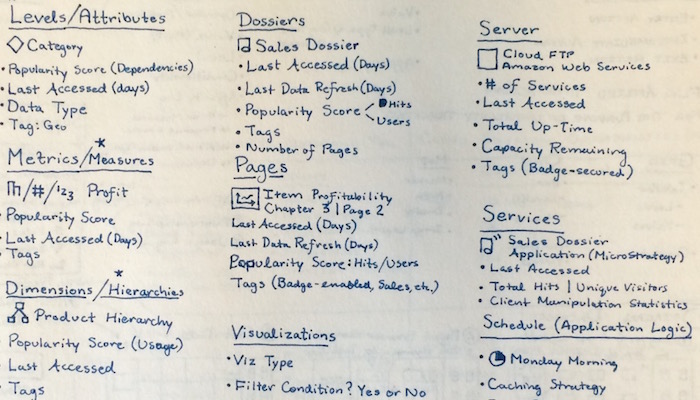 Levels/Attributes
Category
• Popularity Score (Dependencies)
• Last Accessed (days)
• Data Type
• Tag: Geo
Metrics/Measures*
/#/123 Profit
• Popularity Score
• Last Accessed (Days)
• Tags
Dimensions/Hierarchies*
Product Hierarchy
• Popularity Score (Usage)
• Last Accessed
• Tags
Dossiers
Sales Dossier
• Last Accessed (Days)
• Last Data Refresh (Days)
• Popularity Score < Hits
Users
• Tags
• Number of Pages
Pages
Item Profitability
Chapter 3 | Page 2
Last Accessed (Days)
Last Data Refresh (Days)
Popularity Score: Hits/Users
Tags (Badge-enabled, Sales, etc.)
Visualizations
• Viz Type
• Filter Condition? Yes or No
Server
Cloud FTP
Amazon Web Services
• # of Services
• Last Accessed
• Total Up-Time
• Capacity Remaining
• Tags (Badge-secured)
Services
Sales Dossier
Application (MicroStrategy)
• Last Accessed
• Total Hits | Unique Visitors
• Client Manipulation Statistics
Schedule (Application Logic)
• Monday Morning
• Caching Strategy